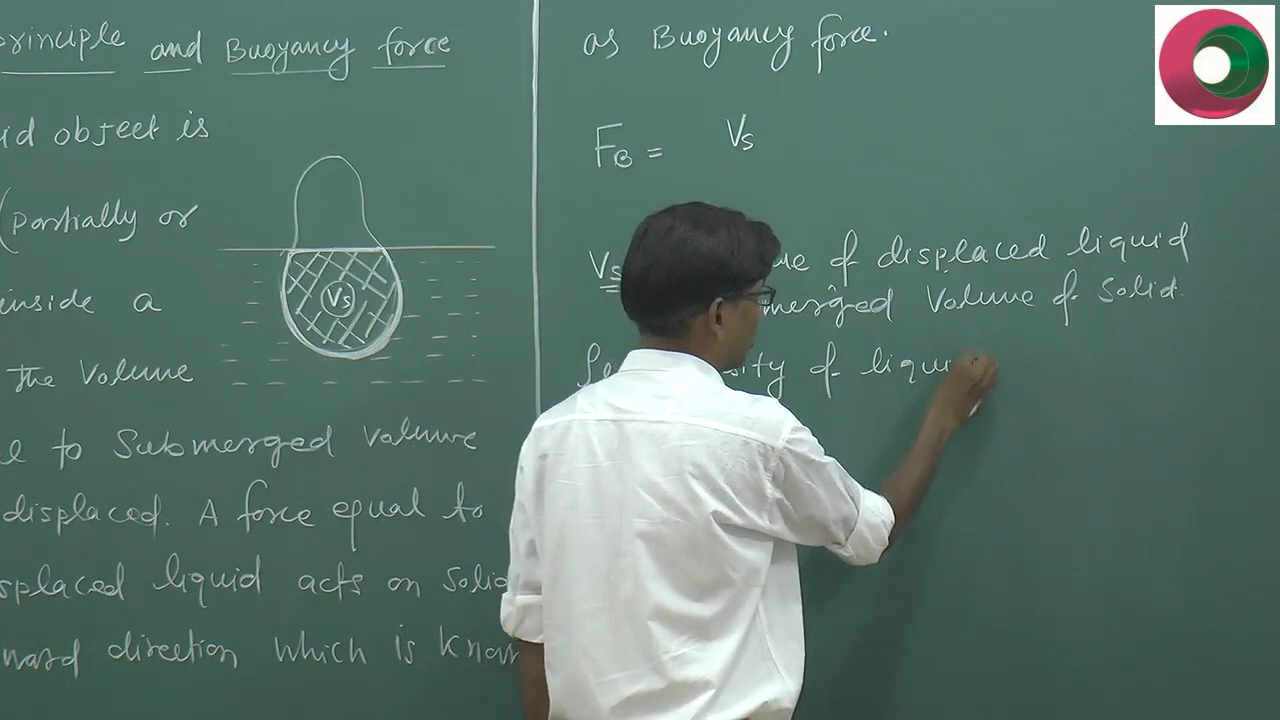 principle and Buoyancy force
id object is
(partially or
inside a
the volume
l to submerged volume
displaced. A force equal to
splaced liquid acts on solid
ward direction which is know
Vs
as Buoyancy force.
FB = Vs
Vs me of displaced liquid
merged volume of solid.
sity of liqui